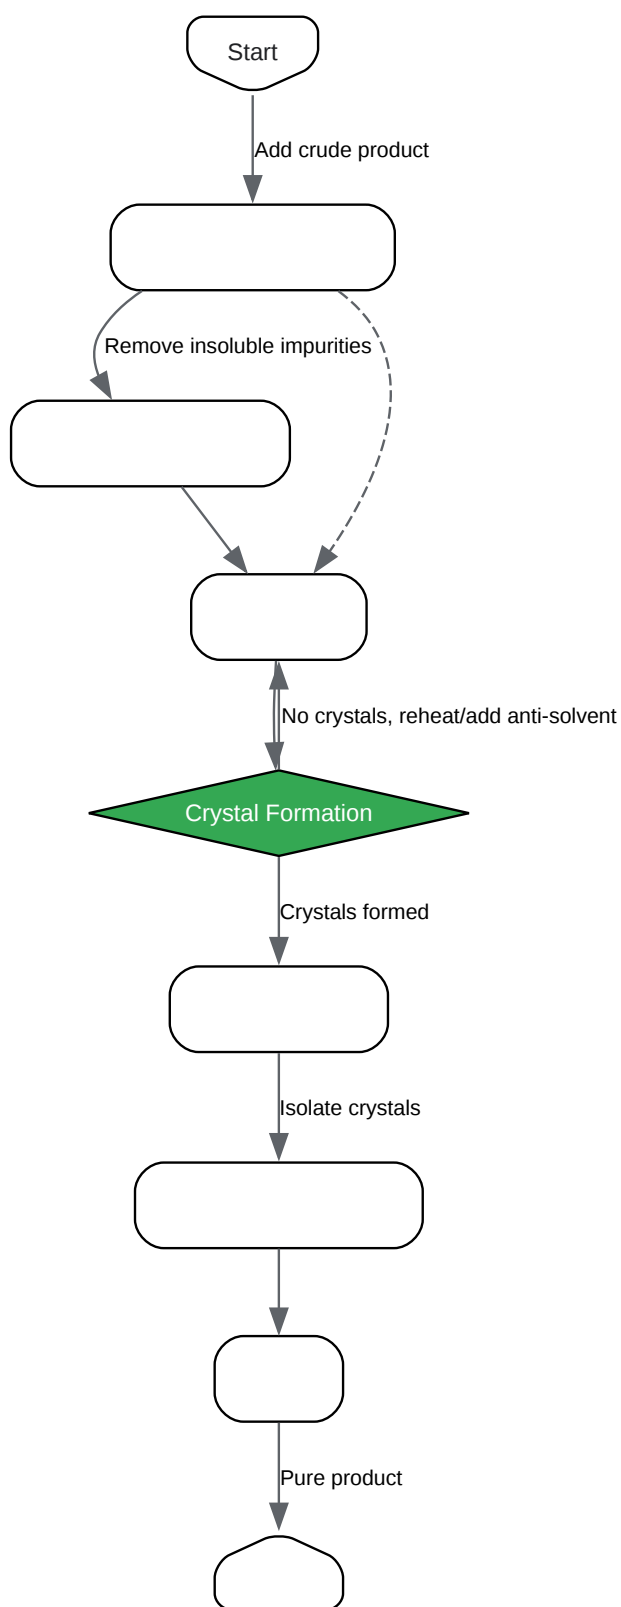 Start
Add crude product
Remove insoluble impurities
No crystals, reheat/add anti-solvent
Crystal Formation
Crystals formed
Isolate crystals
Pure product